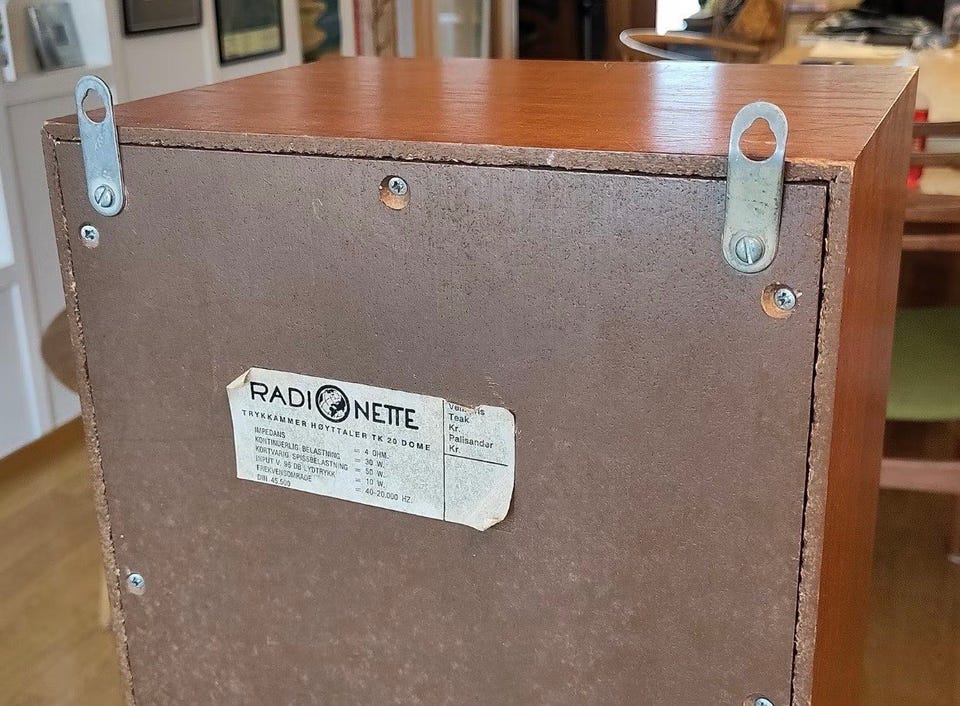 RADIONETTE
TRYKKAMMER HØYTTALER TK 20 DOME
IMPEDANS = 4 OHM.
KONTINUERLIG BELASTNING = 30 W.
KORTVARIG SPISSBELASTNING = 50 W.
INPUT V. 96 DB LYDTRYKK = 10 W.
FREKVENSOMRÅDE = 40-20.000 HZ.
DIN 45.500
Teak
Kr.
Palisander
Kr.